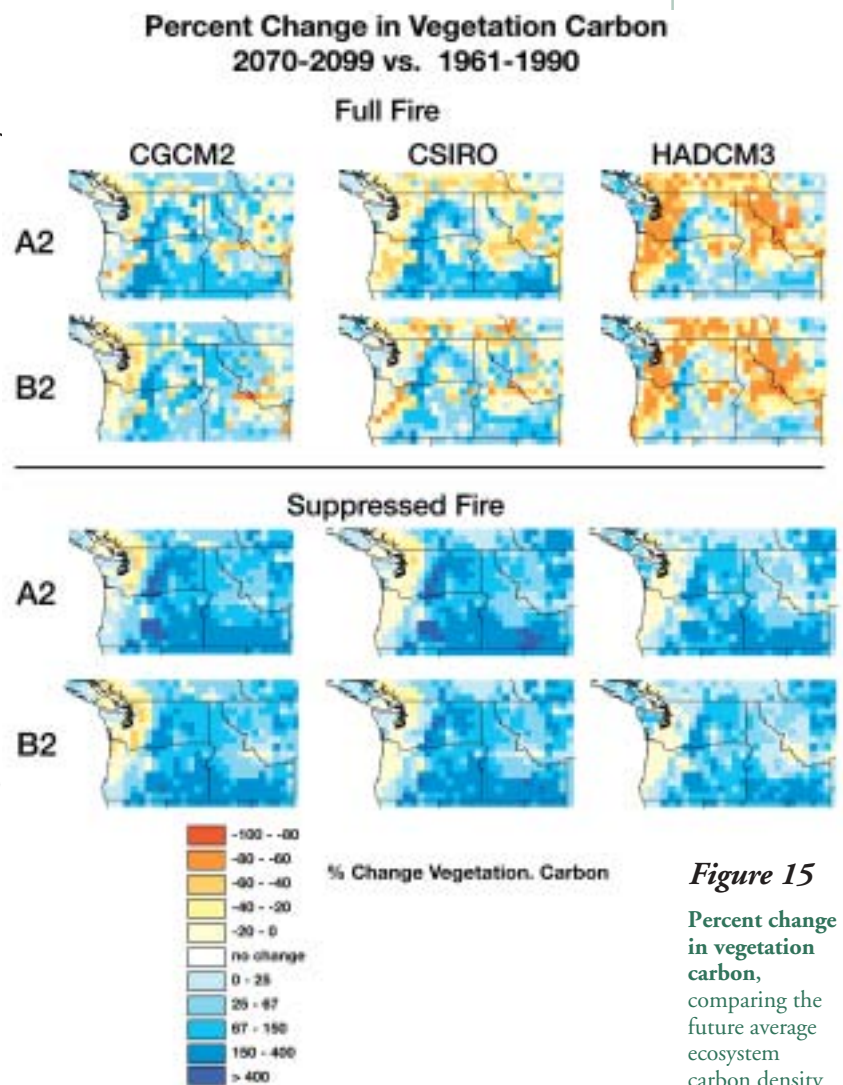 Percent Change in Vegetation Carbon
2070-2099 vs. 1961-1990
Full Fire
CGCM2 CSIRO HADCM3
A2
B2
Suppressed Fire
A2
B2
-100 - -80
-80 - -60
-60 - -40
-40 - -20
-20 - 0
no change
0 - 25
25 - 67
67 - 150
150 - 400
> 400
% Change Vegetation. Carbon
Figure 15
Percent change
in vegetation
carbon,
comparing the
future average
ecosystem
carbon density